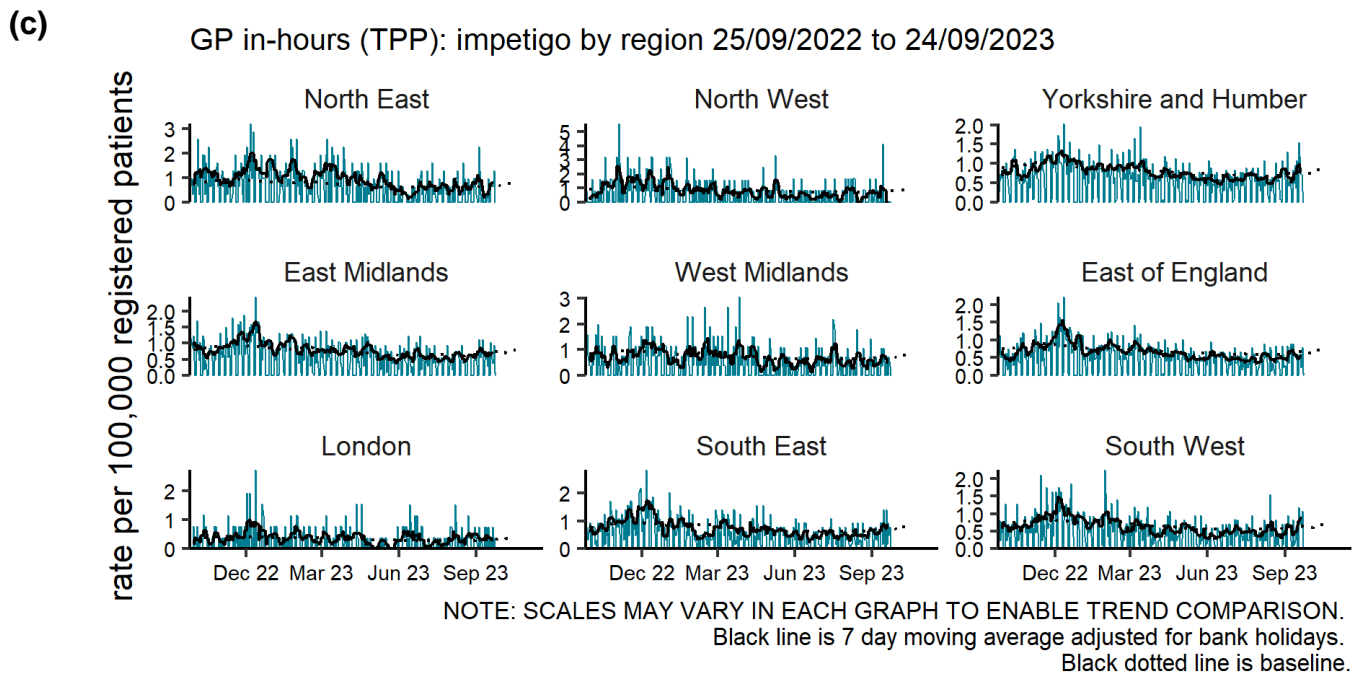 (c)
GP in-hours (TPP): impetigo by region 25/09/2022 to 24/09/2023
rate per 100,000 registered patients
North East
3
2
1
0
North West
5
4
3
2
1
0
Yorkshire and Humber
2.0
1.5
1.0
0.5
0.0
East Midlands
2.0
1.5
1.0
0.5
0.0
West Midlands
3
2
1
0
East of England
2.0
1.5
1.0
0.5
0.0
London
2
1
0
Dec 22 Mar 23 Jun 23 Sep 23
South East
2
1
0
Dec 22 Mar 23 Jun 23 Sep 23
South West
2.0
1.5
1.0
0.5
0.0
Dec 22 Mar 23 Jun 23 Sep 23
NOTE: SCALES MAY VARY IN EACH GRAPH TO ENABLE TREND COMPARISON.
Black line is 7 day moving average adjusted for bank holidays.
Black dotted line is baseline.